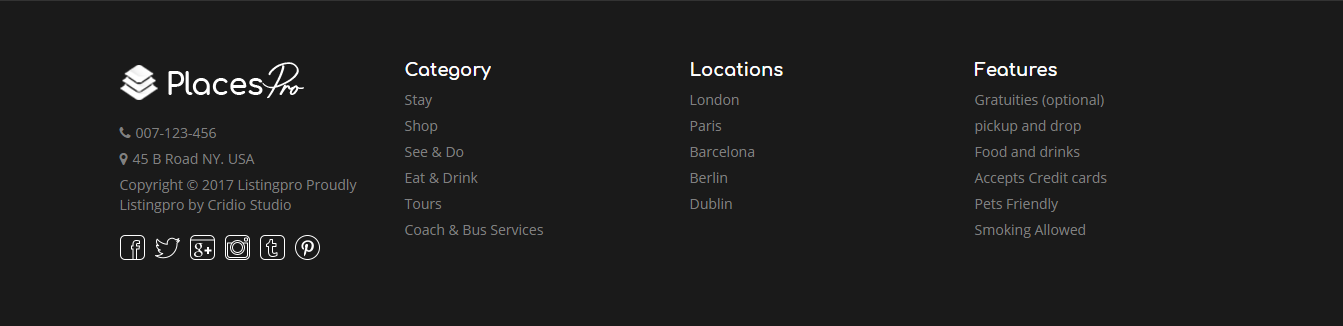 PlacesPro
007-123-456
45 B Road NY. USA
Copyright © 2017 Listingpro Proudly
Listingpro by Cridio Studio
Category
Stay
Shop
See & Do
Eat & Drink
Tours
Coach & Bus Services
Locations
London
Paris
Barcelona
Berlin
Dublin
Features
Gratuities (optional)
pickup and drop
Food and drinks
Accepts Credit cards
Pets Friendly
Smoking Allowed